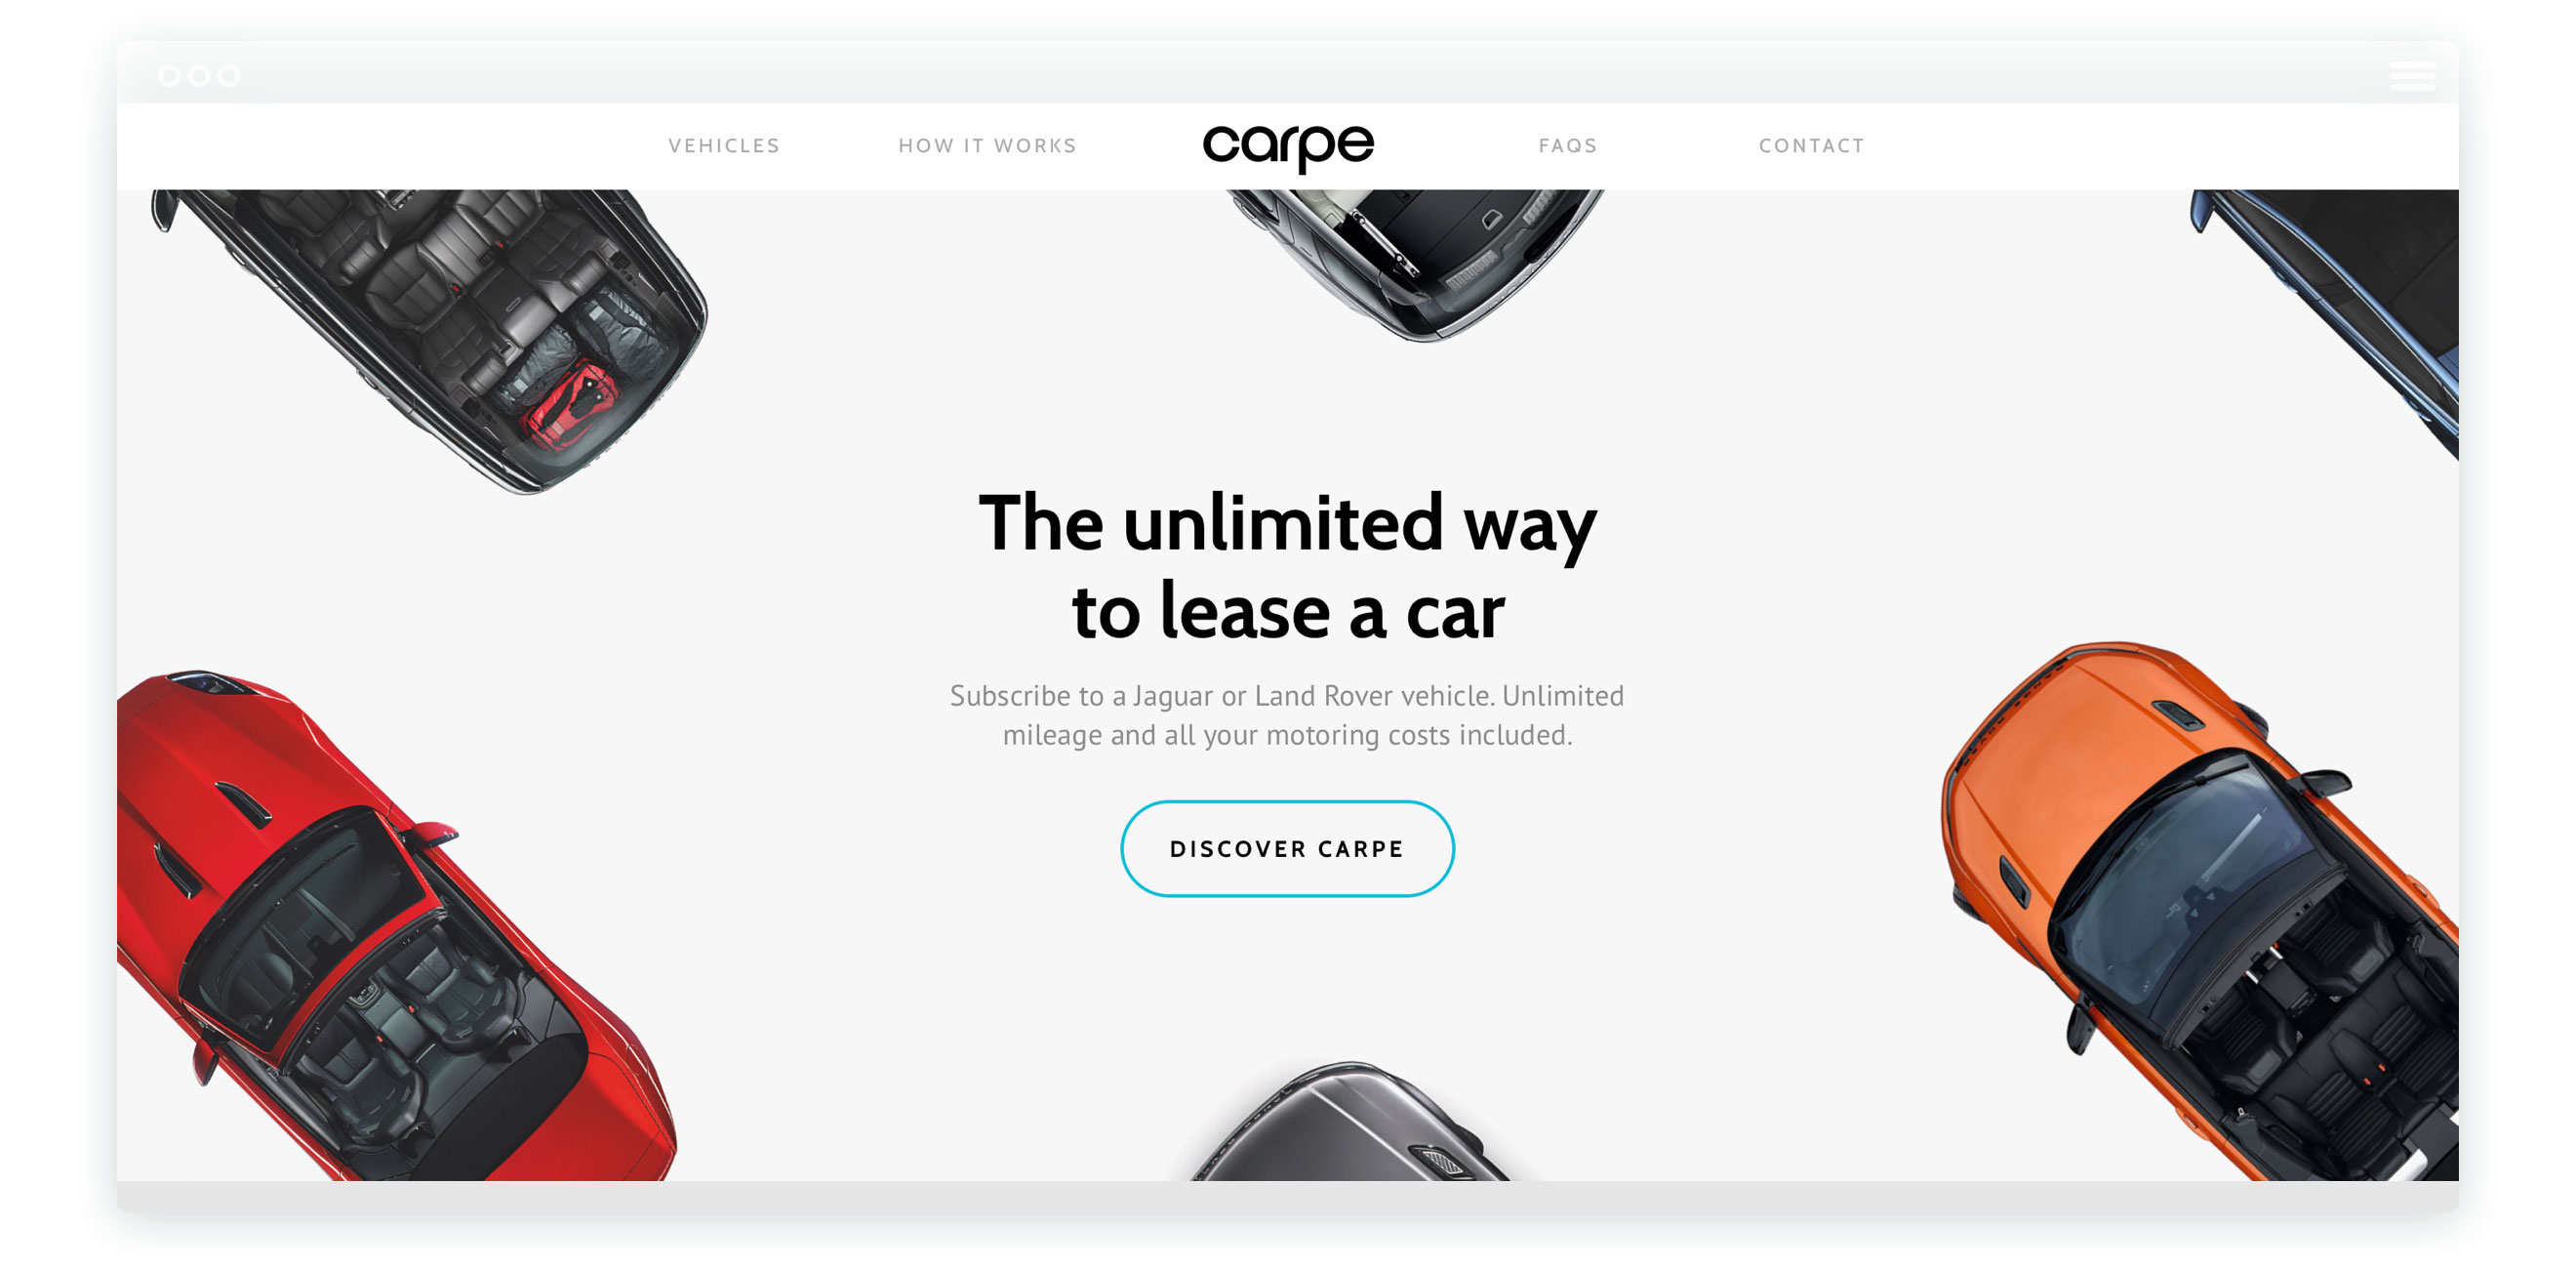 VEHICLES HOW IT WORKS carpe FAQS CONTACT
The unlimited way
to lease a car
Subscribe to a Jaguar or Land Rover vehicle. Unlimited
mileage and all your motoring costs included.
DISCOVER CARPE